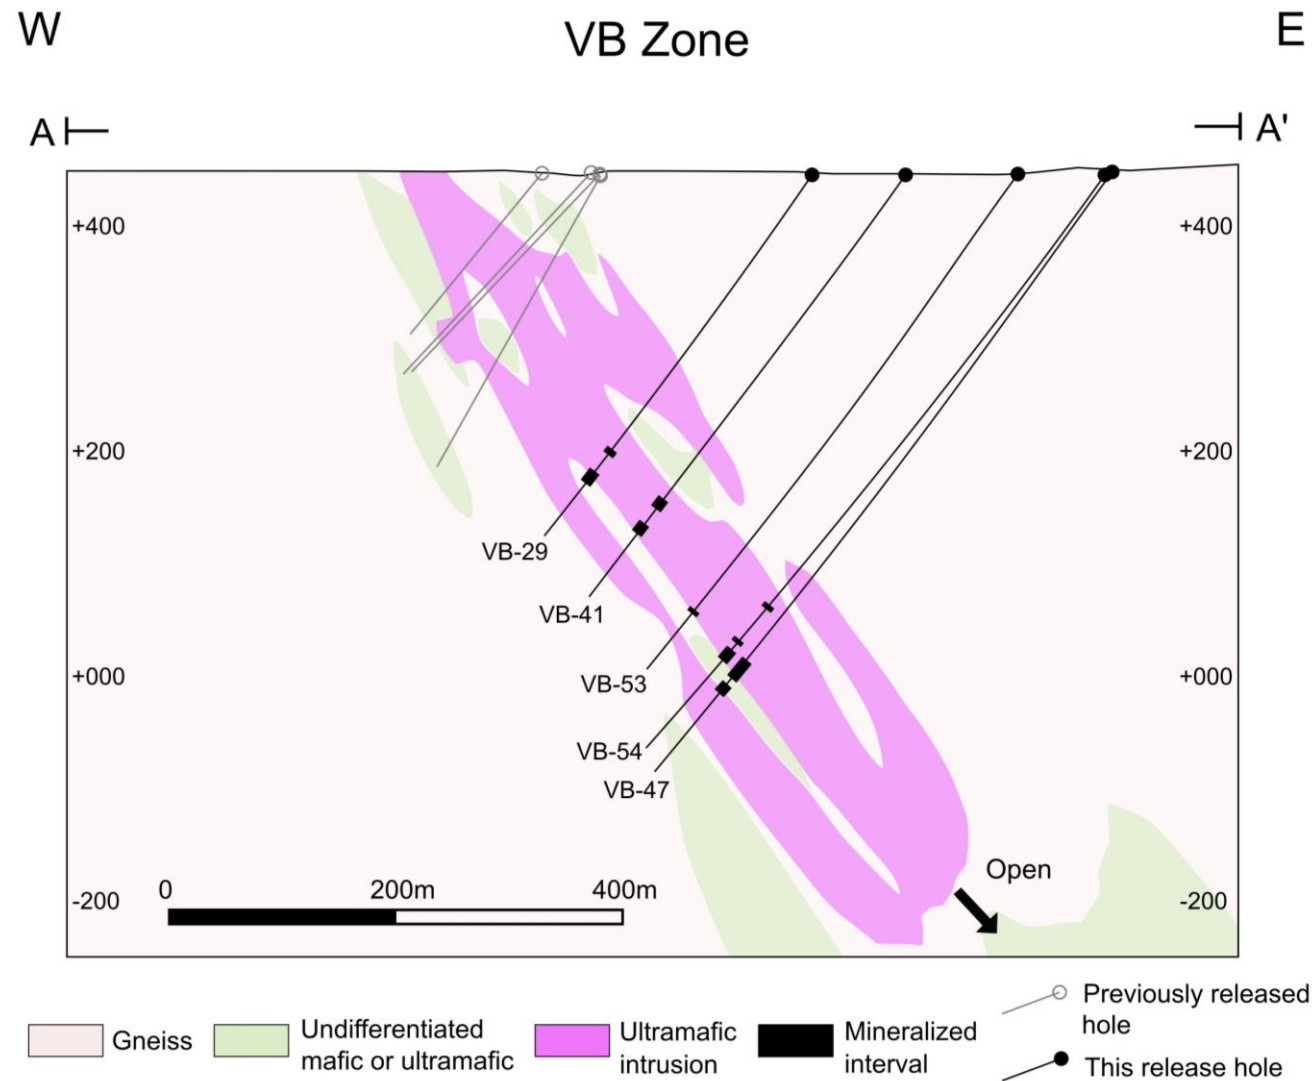 W
E
VB Zone
A
A'
+400
+400
+200
+200
VB-29
VB-41
+000
+000
VB-53
VB-54
VB-47
Open
0
200m
400m
-200
-200
Gneiss
Undifferentiated
mafic or ultramafic
Ultramafic
intrusion
Mineralized
interval
Previously released
hole
This release hole